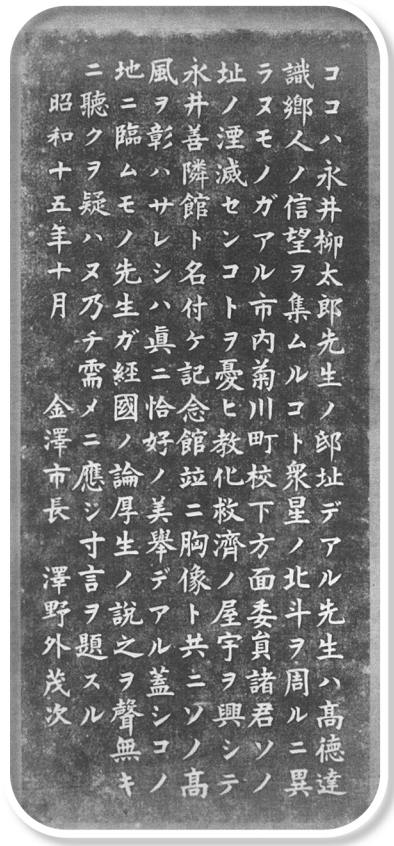 ココハ永井柳太郎先生ノ邸址デアル先生ハ髙德達
識鄉人ノ信望ヲ集ムルコト衆星ノ北斗ヲ周ルニ異
ラヌモノガアル市内菊川町校下方面委員諸君ソノ
址ノ湮滅センコトヲ憂ヒ教化救濟ノ屋宇ヲ興シテ
永井善隣館ト名付ケ記念館竝ニ胸像ト共ニソノ髙
風ヲ彰ハサレシハ眞ニ恰好ノ美舉デアル蓋シコノ
地ニ臨ムモノ先生ガ経國ノ論厚生ノ說之ヲ聲無キ
ニ聽クヲ疑ハヌ乃チ需メニ應ジ寸言ヲ題スル
昭和十五年十月 金澤市長 澤野外茂次